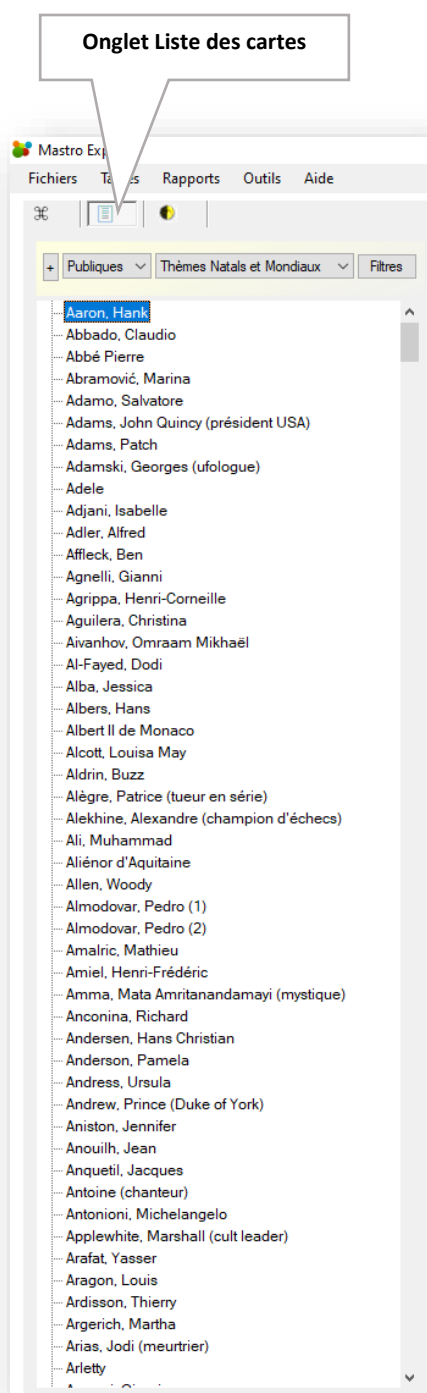 Onglet Liste des cartes
Mastro Exp
Fichiers Rapports Outils Aide
⌘
+ Publiques Thèmes Natals et Mondiaux Filtres
Aaron, Hank
Abbado, Claudio
Abbé Pierre
Abramović, Marina
Adamo, Salvatore
Adams, John Quincy (président USA)
Adams, Patch
Adamski, Georges (ufologue)
Adele
Adjani, Isabelle
Adler, Alfred
Affleck, Ben
Agnelli, Gianni
Agrippa, Henri-Corneille
Aguilera, Christina
Aivanhov, Omraam Mikhaël
Al-Fayed, Dodi
Alba, Jessica
Albers, Hans
Albert II de Monaco
Alcott, Louisa May
Aldrin, Buzz
Alègre, Patrice (tueur en série)
Alekhine, Alexandre (champion d'échecs)
Ali, Muhammad
Aliénor d'Aquitaine
Allen, Woody
Almodovar, Pedro (1)
Almodovar, Pedro (2)
Amalric, Mathieu
Amiel, Henri-Frédéric
Amma, Mata Amritanandamayi (mystique)
Anconina, Richard
Andersen, Hans Christian
Anderson, Pamela
Andress, Ursula
Andrew, Prince (Duke of York)
Aniston, Jennifer
Anouilh, Jean
Anquetil, Jacques
Antoine (chanteur)
Antonioni, Michelangelo
Applewhite, Marshall (cult leader)
Arafat, Yasser
Aragon, Louis
Ardisson, Thierry
Argerich, Martha
Arias, Jodi (meurtrier)
Arletty